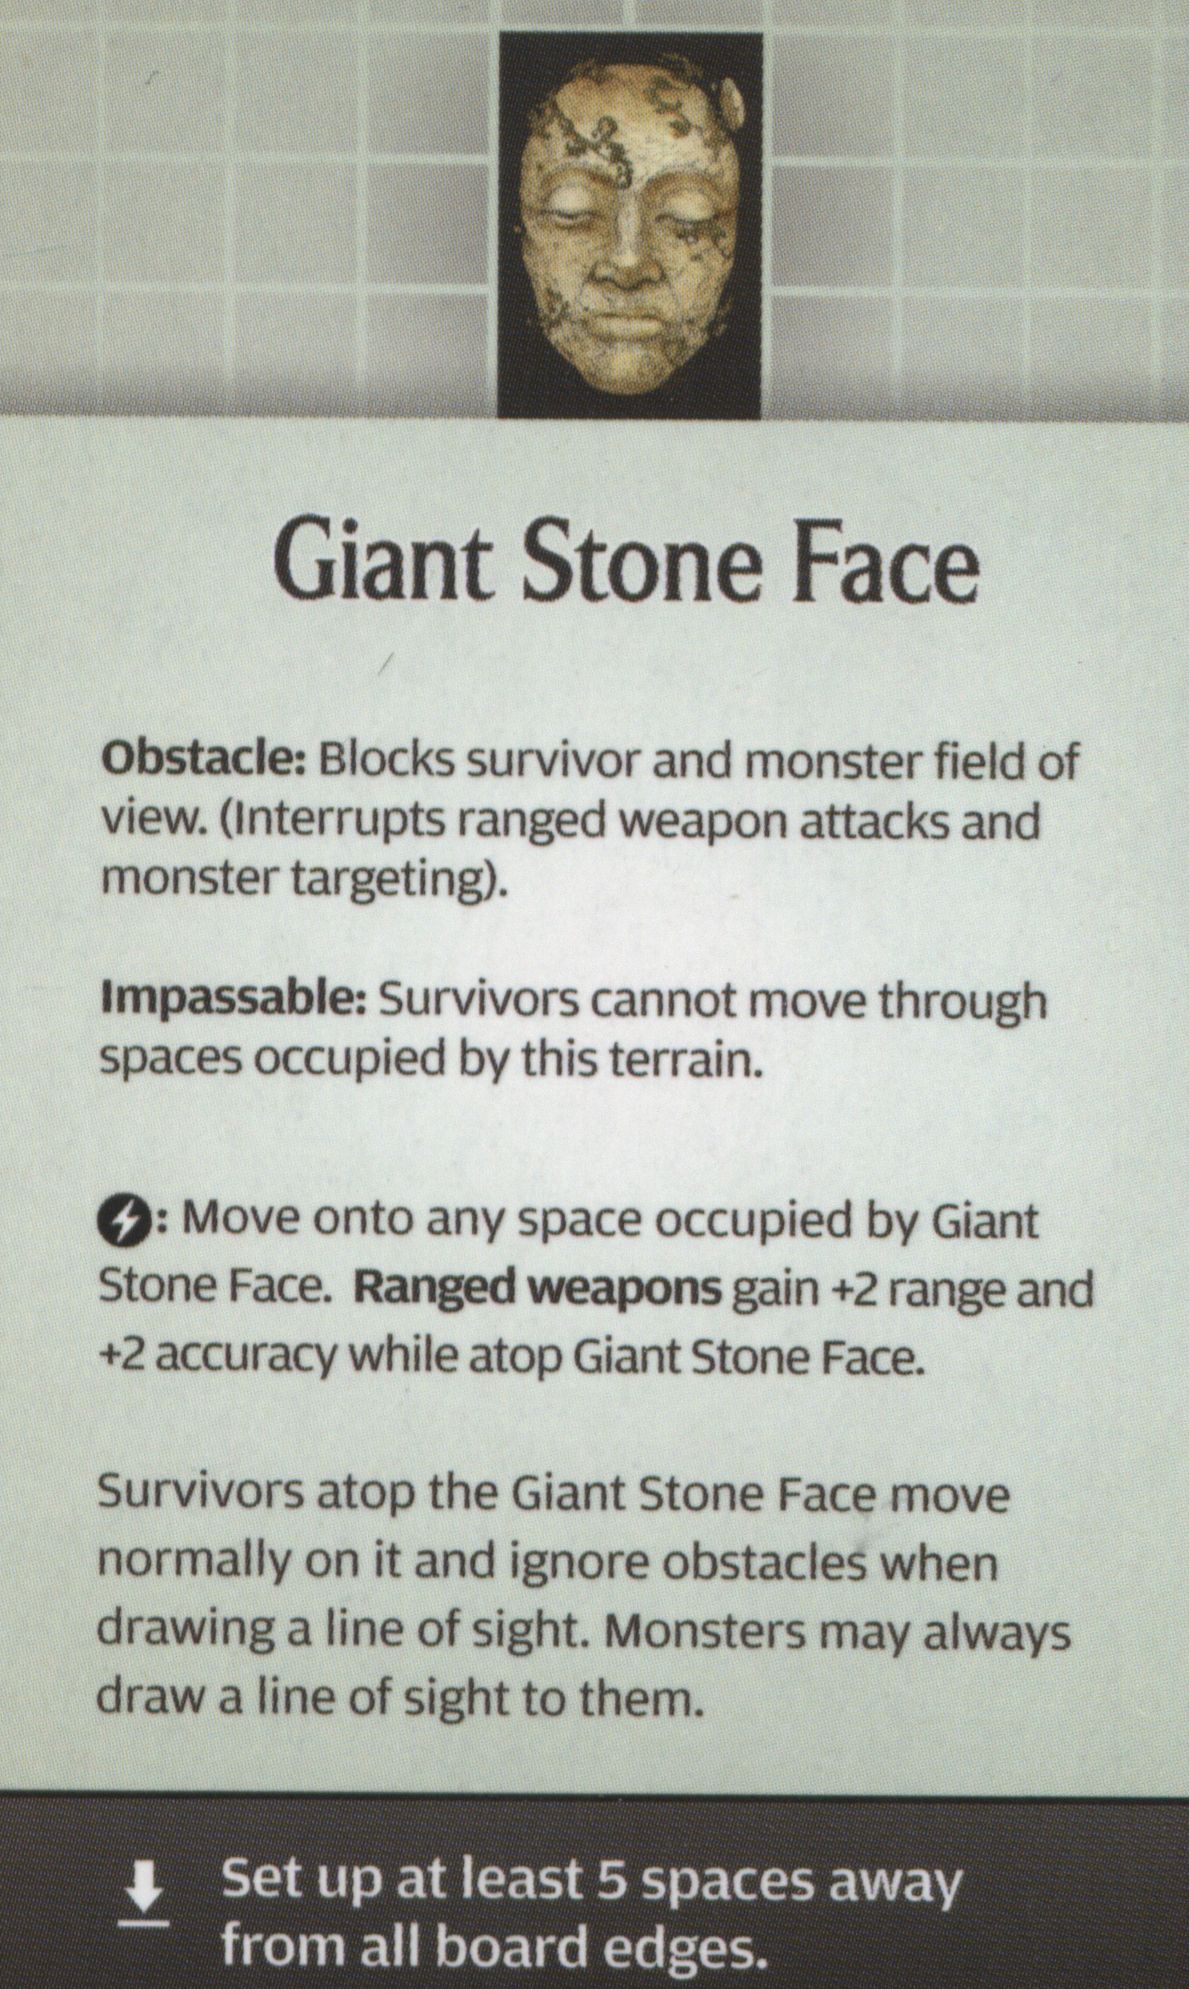 Giant Stone Face
Obstacle: Blocks survivor and monster field of
view. (Interrupts ranged weapon attacks and
monster targeting).
Impassable: Survivors cannot move through
spaces occupied by this terrain.
: Move onto any space occupied by Giant
Stone Face. Ranged weapons gain +2 range and
+2 accuracy while atop Giant Stone Face.
Survivors atop the Giant Stone Face move
normally on it and ignore obstacles when
drawing a line of sight. Monsters may always
draw a line of sight to them.
Set up at least 5 spaces away
from all board edges.